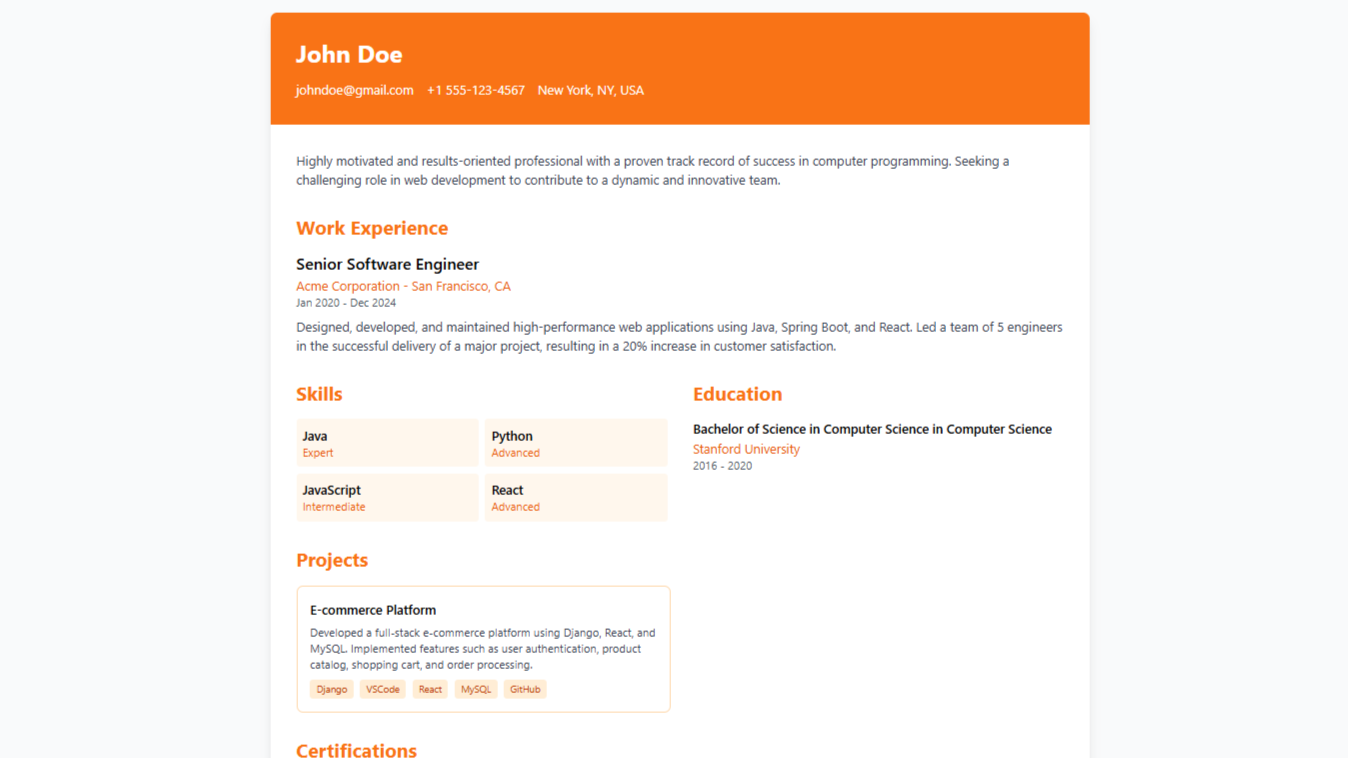 John Doe
johndoe@gmail.com +1 555-123-4567 New York, NY, USA
Highly motivated and results-oriented professional with a proven track record of success in computer programming. Seeking a
challenging role in web development to contribute to a dynamic and innovative team.
Work Experience
Senior Software Engineer
Acme Corporation - San Francisco, CA
Jan 2020 - Dec 2024
Designed, developed, and maintained high-performance web applications using Java, Spring Boot, and React. Led a team of 5 engineers
in the successful delivery of a major project, resulting in a 20% increase in customer satisfaction.
Skills
Java
Expert
Python
Advanced
JavaScript
Intermediate
React
Advanced
Education
Bachelor of Science in Computer Science in Computer Science
Stanford University
2016 - 2020
Projects
E-commerce Platform
Developed a full-stack e-commerce platform using Django, React, and
MySQL. Implemented features such as user authentication, product
catalog, shopping cart, and order processing.
Django VSCode React MySQL GitHub
Certifications